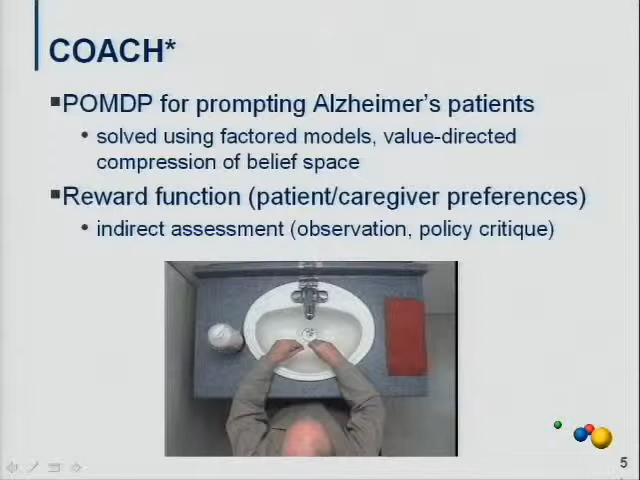 COACH*
▪POMDP for prompting Alzheimer's patients
• solved using factored models, value-directed
compression of belief space
▪Reward function (patient/caregiver preferences)
• indirect assessment (observation, policy critique)
5